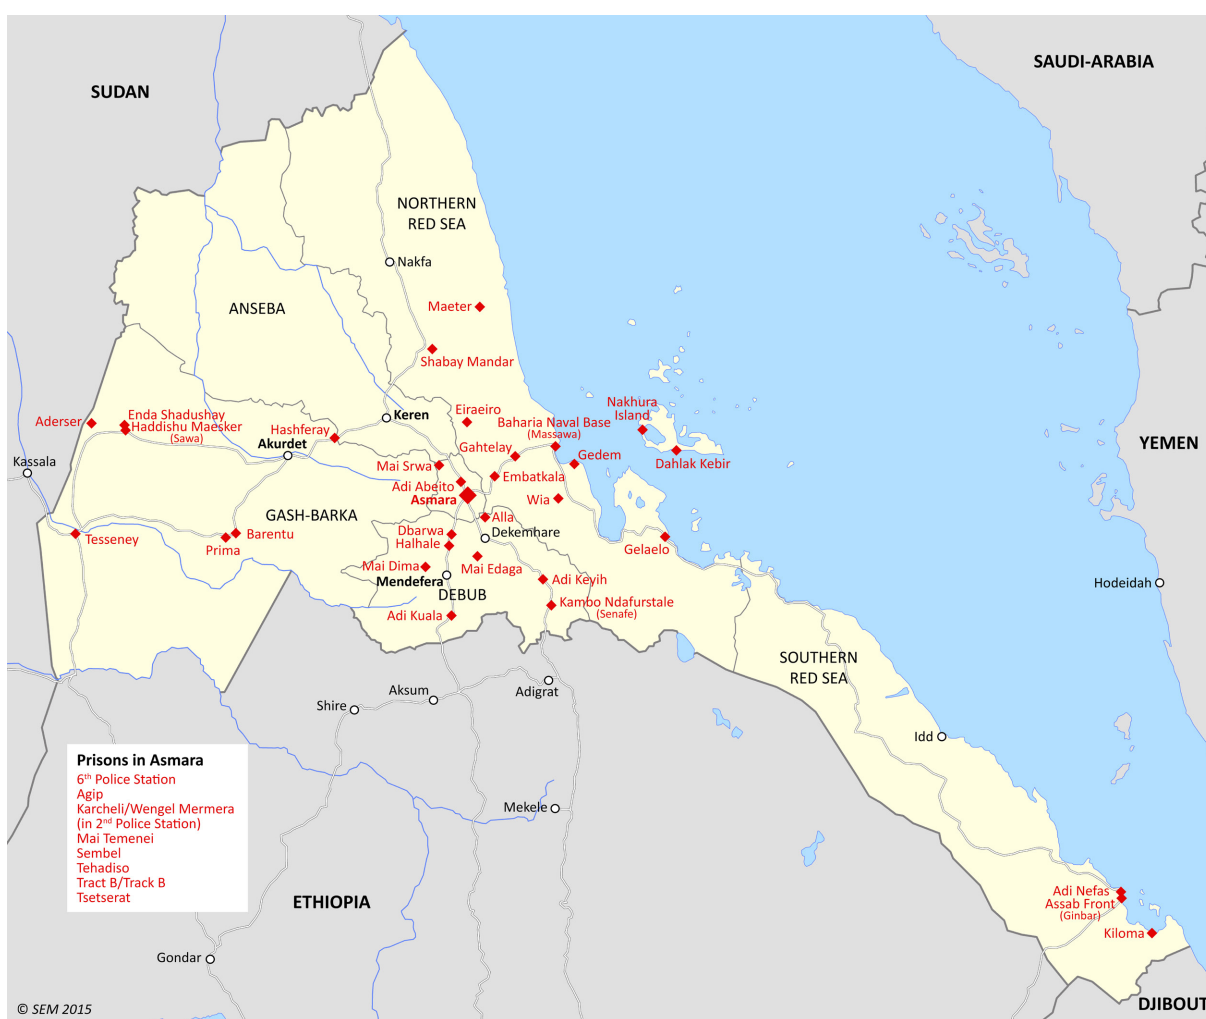 SAUDI-ARABIA
SUDAN
NORTHERN
RED SEA
Nakfa
ANSEBA
Maeter
Shabay Mandar
Keren
Eiraeiro
Nakhura
Island
Aderser
Enda Shadushay
Haddishu Maesker
(Sawa)
Hashferay
Baharia Naval Base
(Massawa)
Akurdet
Gahtelay
Gedem
Dahlak Kebir
YEMEN
Kassala
Mai Srwa
Embatkala
Adi Abeito
Asmara
Wia
GASH-BARKA
Alla
Tesseney
Barentu
Prima
Dbarwa
Halhale
Dekemhare
Gelaelo
Mai Dima
Mai Edaga
Mendefera
Adi Keyih
DEBUB
Hodeidah
Adi Kuala
Kambo Ndafurstale
(Senafe)
SOUTHERN
RED SEA
Aksum
Adigrat
Shire
Idd
Prisons in Asmara
6th Police Station
Agip
Karcheli/Wengel Mermera
(in 2nd Police Station)
Mai Temenei
Sembel
Tehadiso
Tract B/Track B
Tsetserat
Mekele
ETHIOPIA
Adi Nefas
Assab Front
(Ginbar)
Kiloma
Gondar
DJIBOUT
© SEM 2015